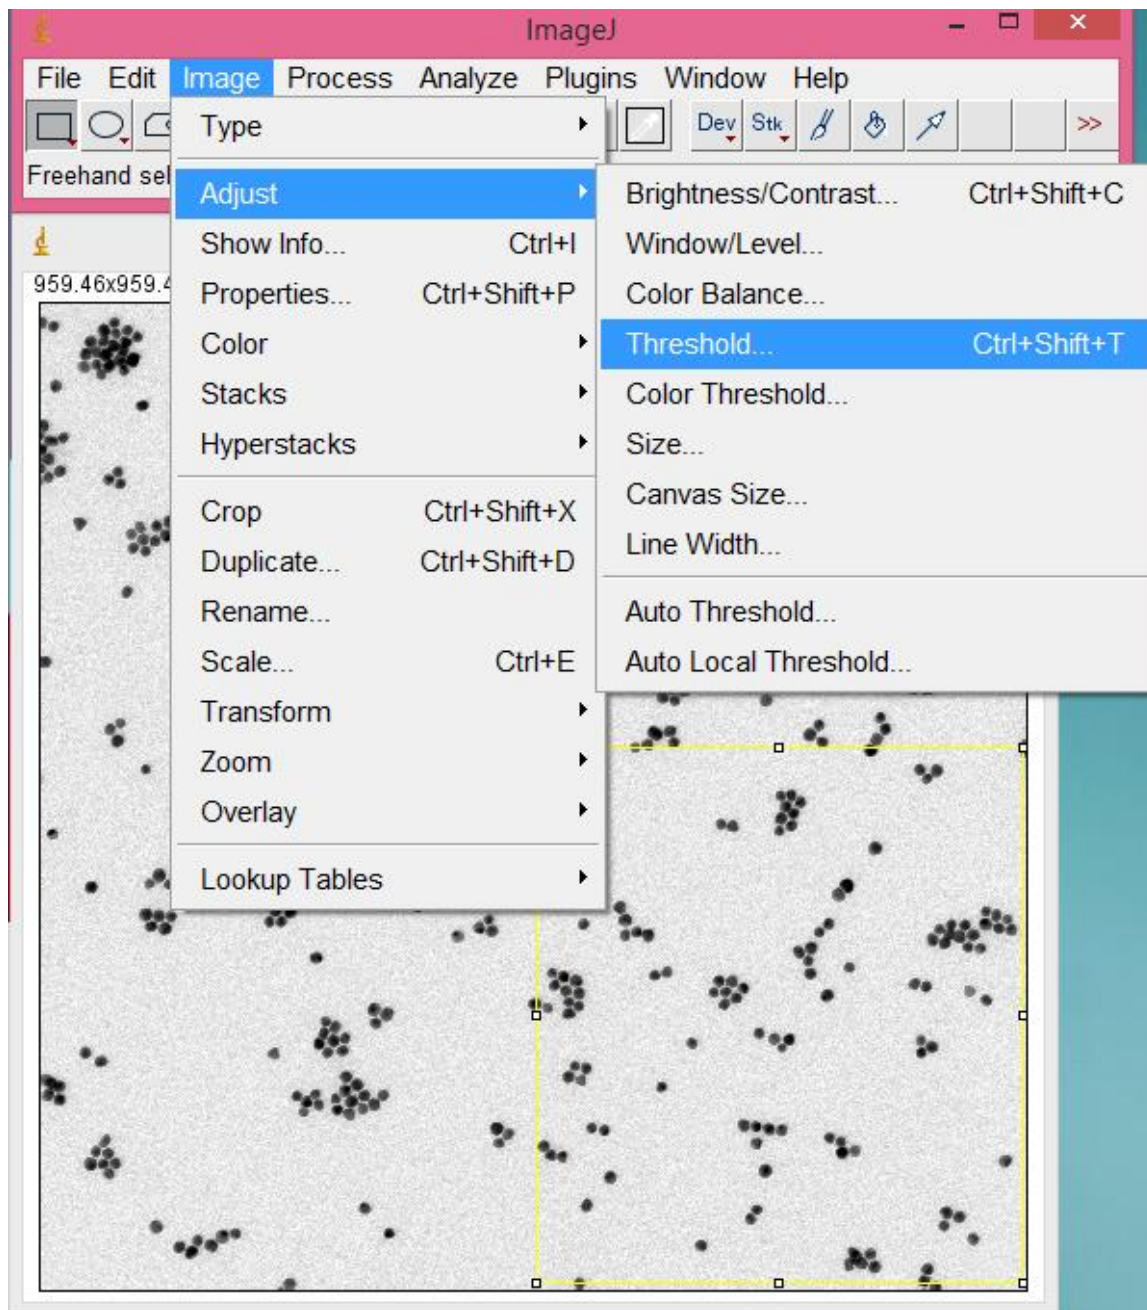 ImageJ
File Edit Image Process Analyze Plugins Window Help
Dev Stk >>
Freehand sel
959.46x959.4
Type
Adjust
Show Info... Ctrl+I
Properties... Ctrl+Shift+P
Color
Stacks
Hyperstacks
Crop Ctrl+Shift+X
Duplicate... Ctrl+Shift+D
Rename...
Scale... Ctrl+E
Transform
Zoom
Overlay
Lookup Tables
Brightness/Contrast... Ctrl+Shift+C
Window/Level...
Color Balance...
Threshold... Ctrl+Shift+T
Color Threshold...
Size...
Canvas Size...
Line Width...
Auto Threshold...
Auto Local Threshold...